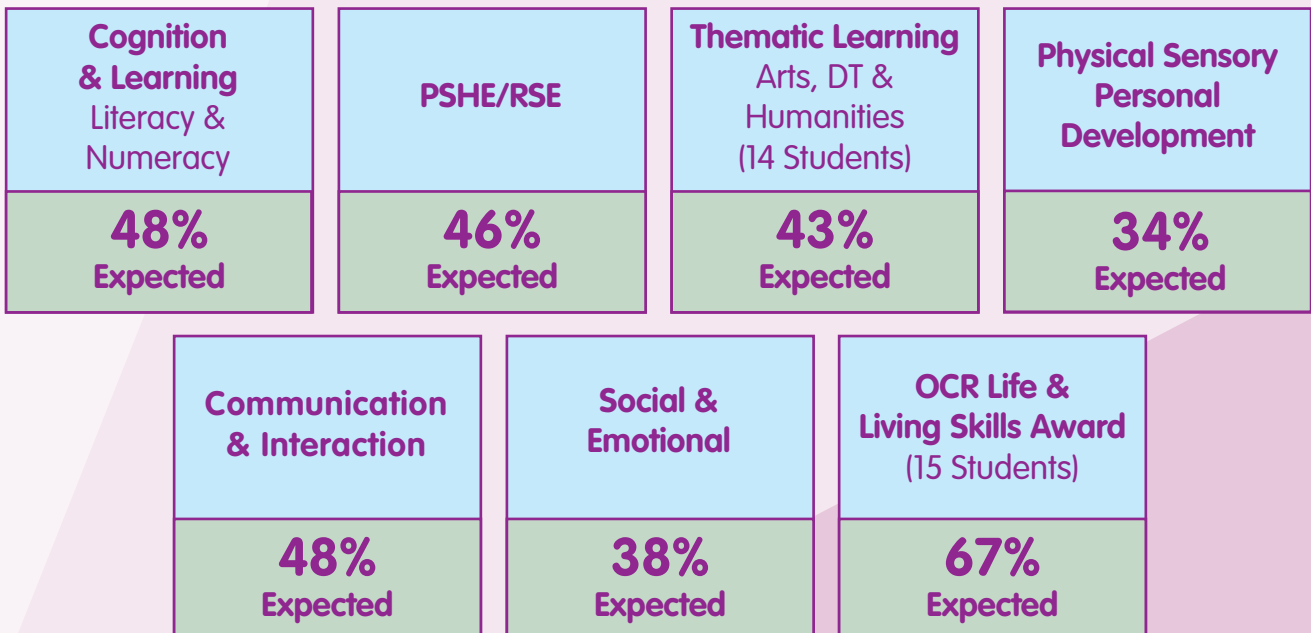 Cognition
& Learning
Literacy &
Numeracy
48%
Expected
PSHE/RSE
46%
Expected
Thematic Learning
Arts, DT &
Humanities
(14 Students)
43%
Expected
Physical Sensory
Personal
Development
34%
Expected
Communication
& Interaction
48%
Expected
Social &
Emotional
38%
Expected
OCR Life &
Living Skills Award
(15 Students)
67%
Expected